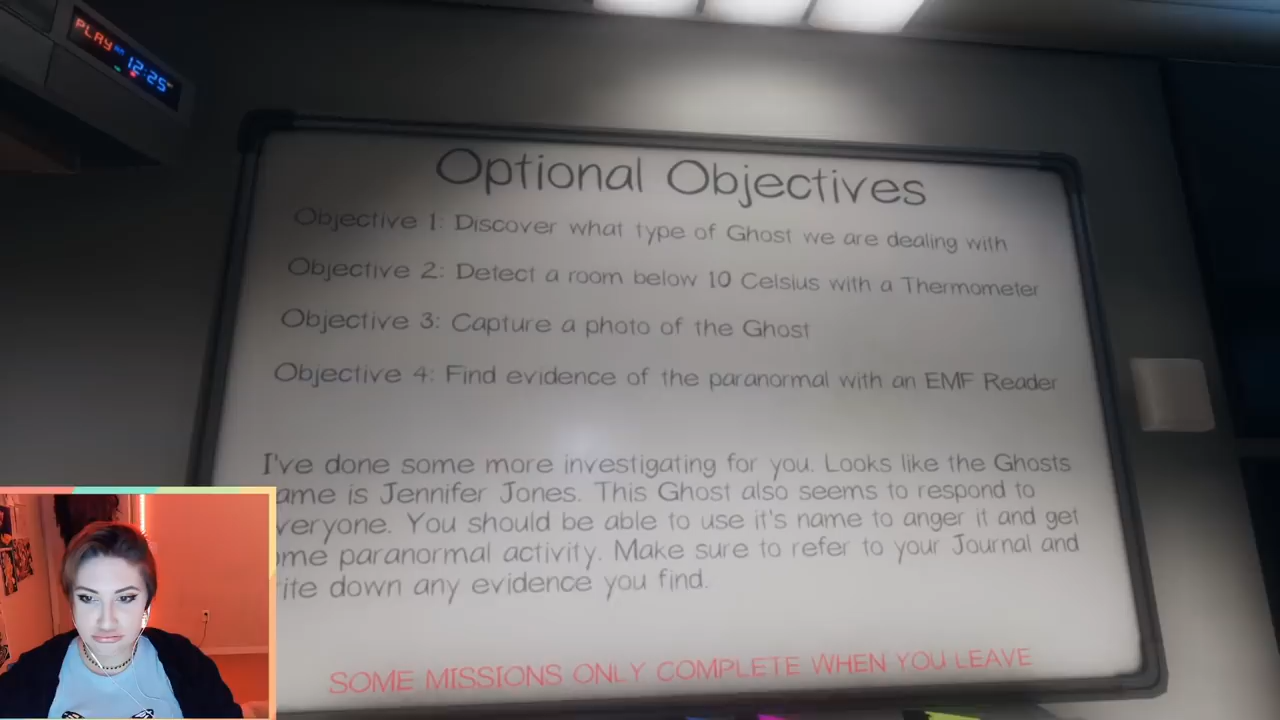 PLAY
12:25
Optional Objectives
Objective 1: Discover what type of Ghost we are dealing with
Objective 2: Detect a room below 10 Celsius with a Thermometer
Objective 3: Capture a photo of the Ghost
Objective 4: Find evidence of the paranormal with an EMF Reader
I've done some more investigating for you. Looks like the Ghosts
ame is Jennifer Jones. This Ghost also seems to respond to
veryone. You should be able to use it's name to anger it and get
ome paranormal activity. Make sure to refer to your Journal and
ite down any evidence you find.
SOME MISSIONS ONLY COMPLETE WHEN YOU LEAVE